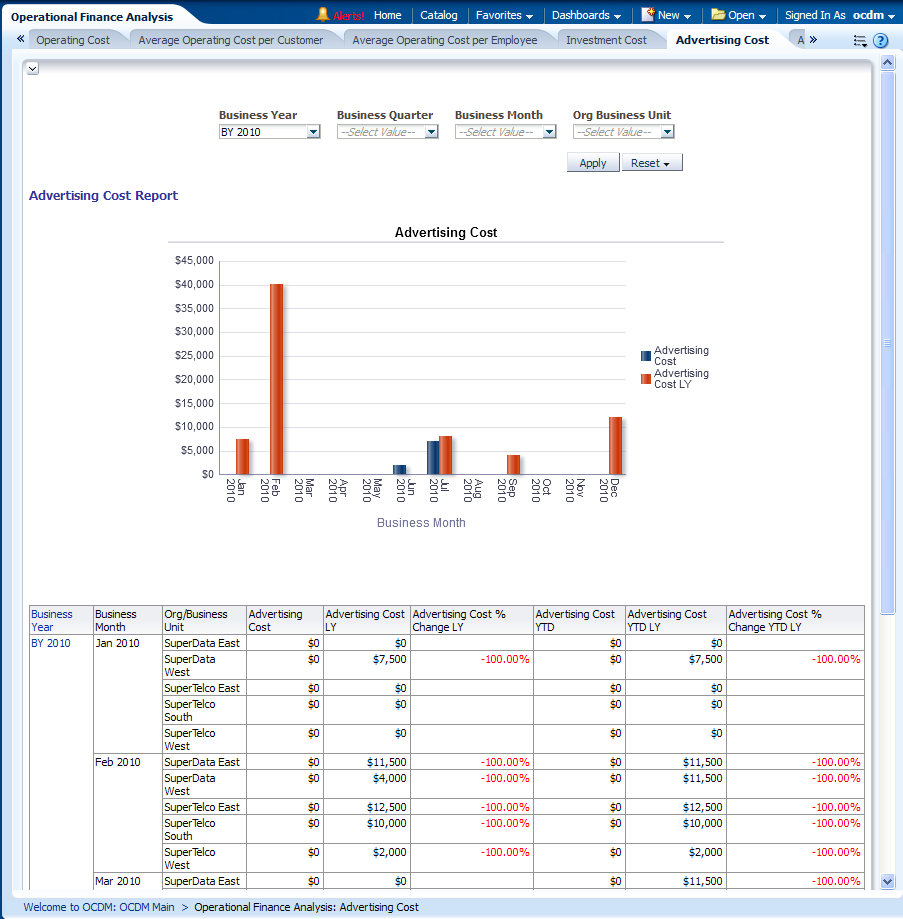 Operational Finance Analysis
Alerts! Home Catalog Favorites Dashboards New Open Signed In As ocdm
« Operating Cost Average Operating Cost per Customer Average Operating Cost per Employee Investment Cost Advertising Cost A »
Business Year Business Quarter Business Month Org Business Unit
BY 2010 --Select Value-- --Select Value-- --Select Value--
Apply Reset
Advertising Cost Report
Advertising Cost
$45,000
$40,000
$35,000
$30,000
$25,000
$20,000
$15,000
$10,000
$5,000
$0
Advertising
Cost
Advertising
Cost LY
Jan 2010
Feb 2010
Mar 2010
Apr 2010
May 2010
Jun 2010
Jul 2010
Aug 2010
Sep 2010
Oct 2010
Nov 2010
Dec 2010
Business Month
Business Year Business Month Org/Business Unit Advertising Cost Advertising Cost LY Advertising Cost % Change LY Advertising Cost YTD Advertising Cost YTD LY Advertising Cost % Change YTD LY
BY 2010 Jan 2010 SuperData East $0 $0 $0 $0
SuperData West $0 $7,500 -100.00% $0 $7,500 -100.00%
SuperTelco East $0 $0 $0 $0
SuperTelco South $0 $0 $0 $0
SuperTelco West $0 $0 $0 $0
Feb 2010 SuperData East $0 $11,500 -100.00% $0 $11,500 -100.00%
SuperData West $0 $4,000 -100.00% $0 $11,500 -100.00%
SuperTelco East $0 $12,500 -100.00% $0 $12,500 -100.00%
SuperTelco South $0 $10,000 -100.00% $0 $10,000 -100.00%
SuperTelco West $0 $2,000 -100.00% $0 $2,000 -100.00%
Mar 2010 SuperData East $0 $0 $0 $11,500 -100.00%
Welcome to OCDM: OCDM Main > Operational Finance Analysis: Advertising Cost